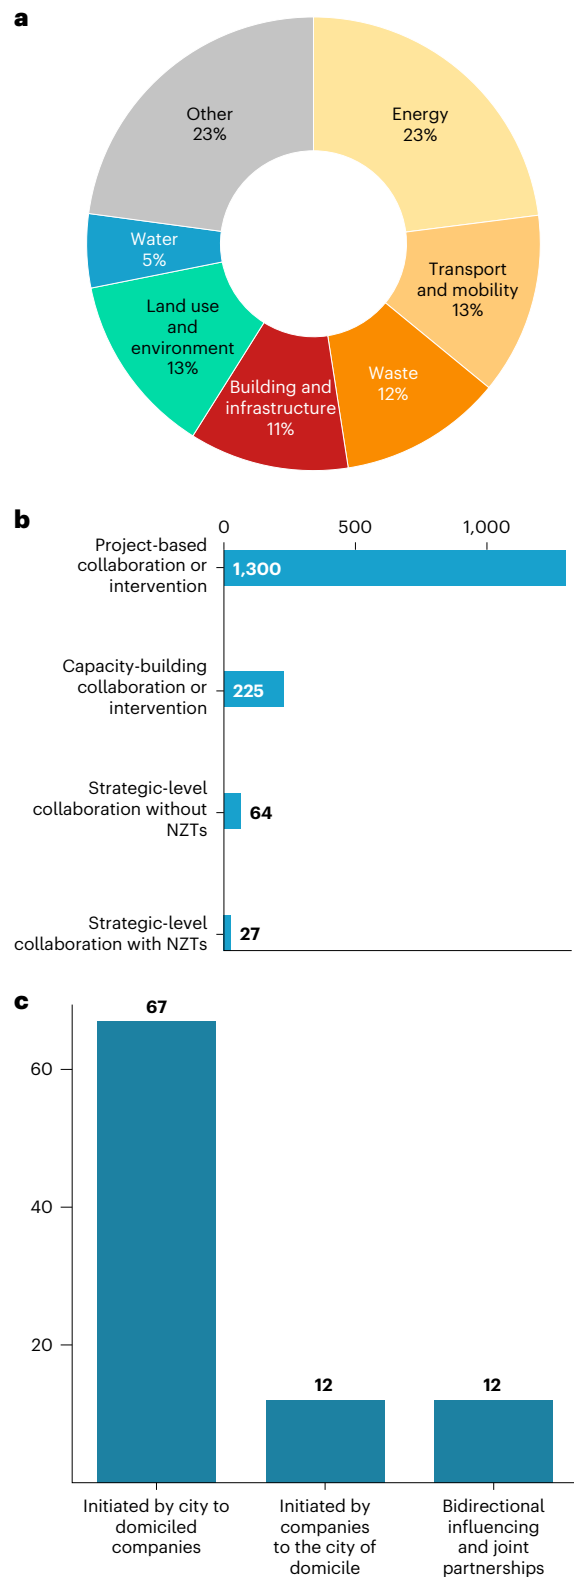 a
Other
23%
Energy
23%
Water
5%
Transport
and mobility
13%
Land use
and
environment
13%
Waste
12%
Building and
infrastructure
11%
b
0
500
1,000
Project-based
collaboration or
intervention
1,300
Capacity-building
collaboration or
intervention
225
Strategic-level
collaboration without
NZTs
64
Strategic-level
collaboration with NZTs
27
c
67
60
40
20
12
12
Initiated by city to
domiciled
companies
Initiated by
companies
to the city of
domicile
Bidirectional
influencing
and joint
partnerships